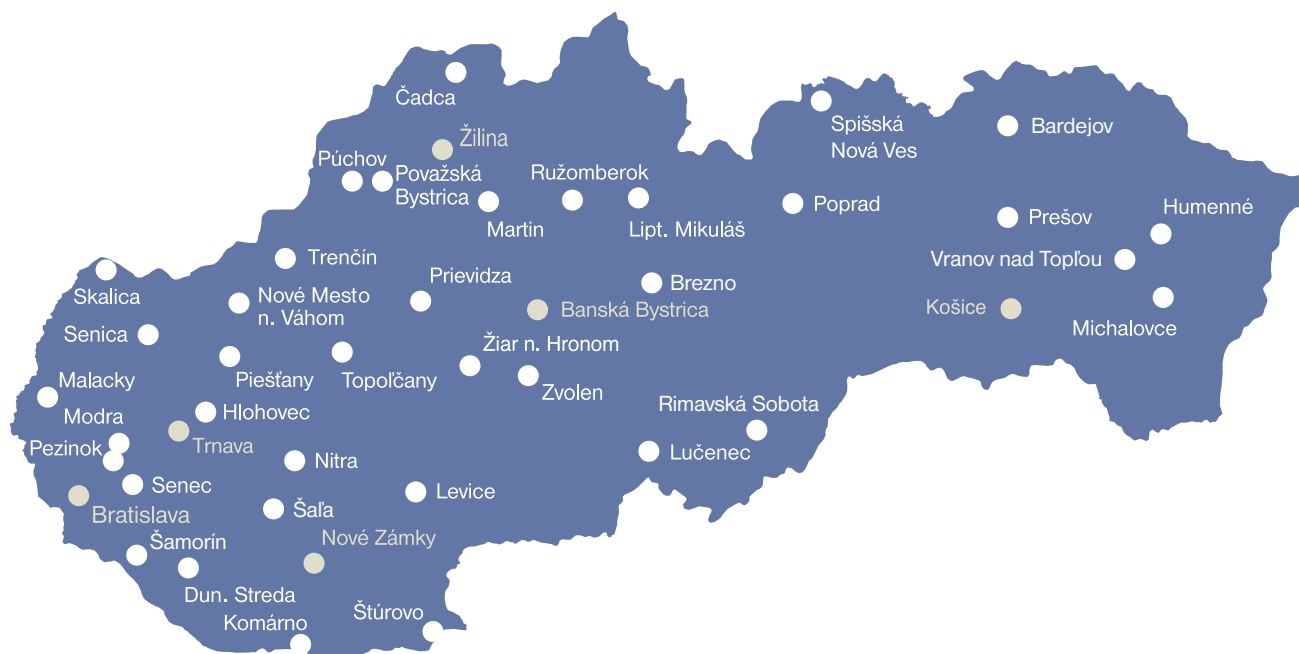 Čadca
Spišská
Nová Ves
Bardejov
Žilina
Púchov
Považská
Bystrica
Ružomberok
Martin
Lipt. Mikuláš
Poprad
Prešov
Humenné
Trenčín
Vranov nad Topľou
Skalica
Prievidza
Brezno
Nové Mesto
n. Váhom
Banská Bystrica
Košice
Michalovce
Senica
Žiar n. Hronom
Malacky
Piešťany
Topoľčany
Zvolen
Modra
Hlohovec
Rimavská Sobota
Pezinok
Trnava
Lučenec
Nitra
Senec
Levice
Bratislava
Šaľa
Šamorín
Nové Zámky
Dun. Streda
Komárno
Štúrovo